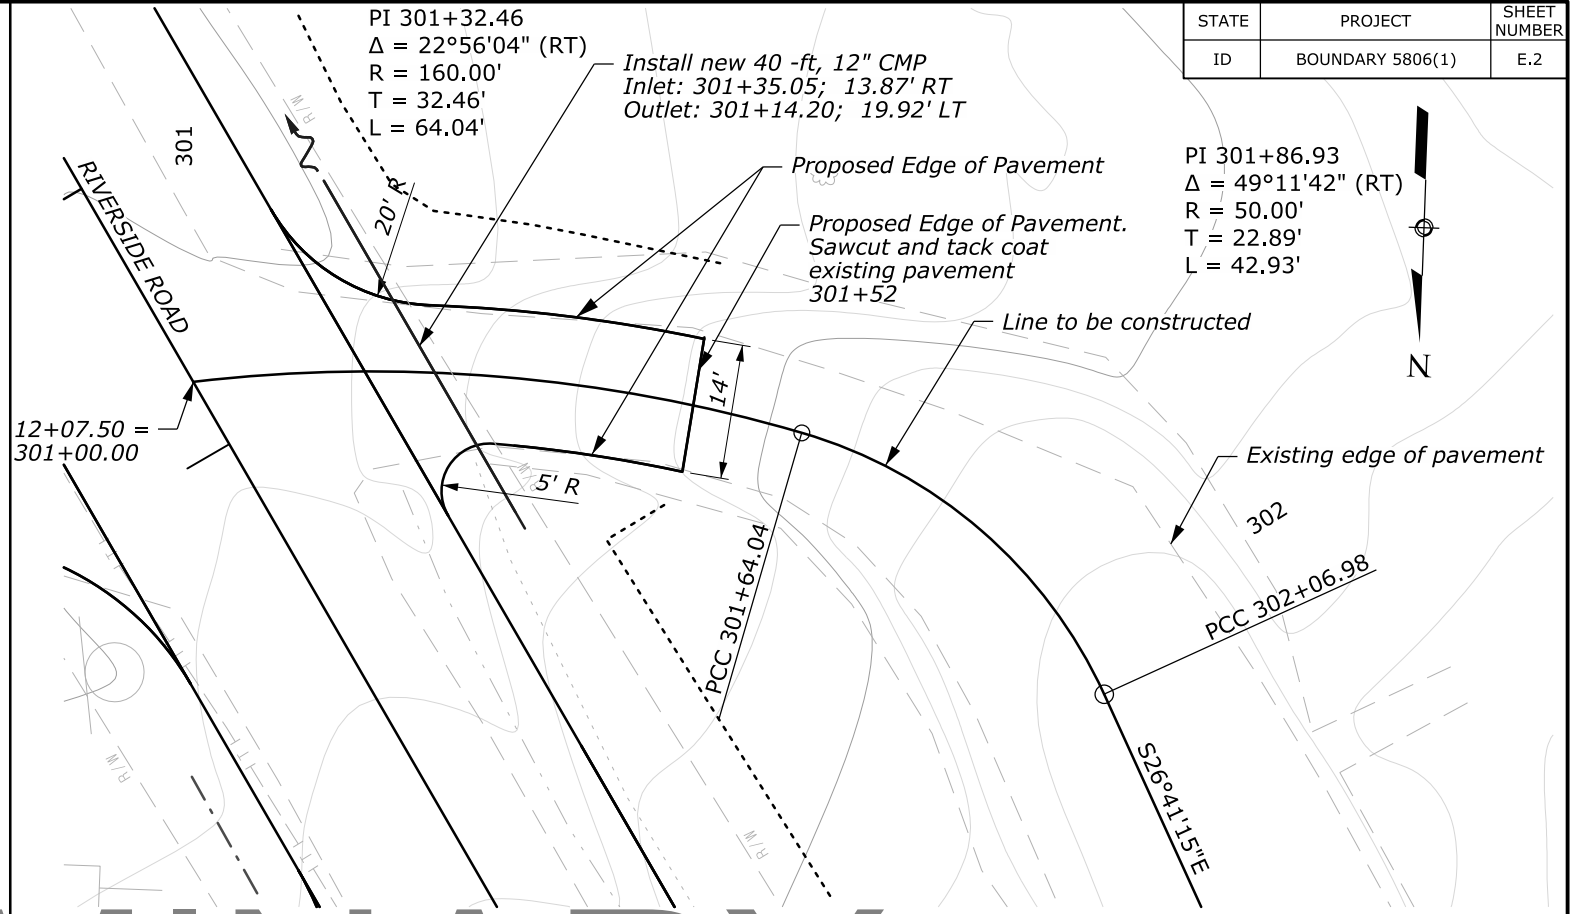 PI 301+32.46
Δ = 22°56'04" (RT)
R = 160.00'
T = 32.46'
L = 64.04'
Install new 40 -ft, 12" CMP
Inlet: 301+35.05; 13.87' RT
Outlet: 301+14.20; 19.92' LT
STATE PROJECT SHEET NUMBER
ID BOUNDARY 5806(1) E.2
R/W
301
RIVERSIDE ROAD
20' R
Proposed Edge of Pavement
Proposed Edge of Pavement.
Sawcut and tack coat
existing pavement
301+52
PI 301+86.93
Δ = 49°11'42" (RT)
R = 50.00'
T = 22.89'
L = 42.93'
Line to be constructed
N
14'
12+07.50 =
301+00.00
5' R
R/W
Existing edge of pavement
302
PCC 301+64.04
PCC 302+06.98
S26°41'15"E
R/W
R/W